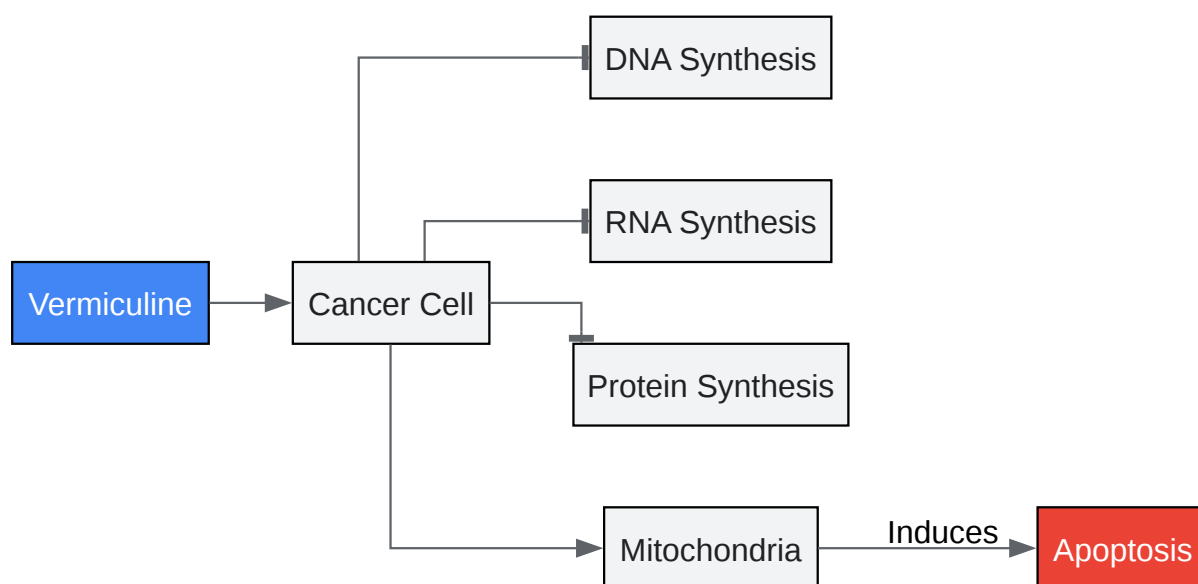 DNA Synthesis
RNA Synthesis
Vermiculine
Cancer Cell
Protein Synthesis
Mitochondria
Induces
Apoptosis